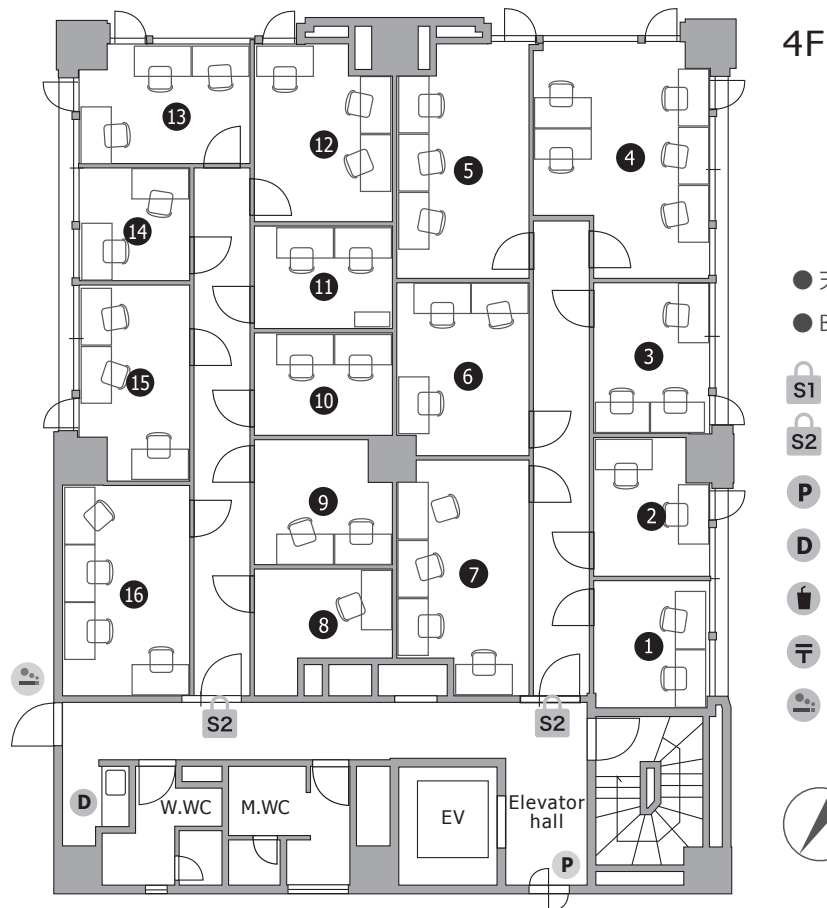 4F
13
12
5
4
14
11
3
15
10
6
9
2
16
7
8
1
S2
S2
D
W.WC
M.WC
EV
Elevator
hall
P
●
● B
S1
S2
P
D
〒